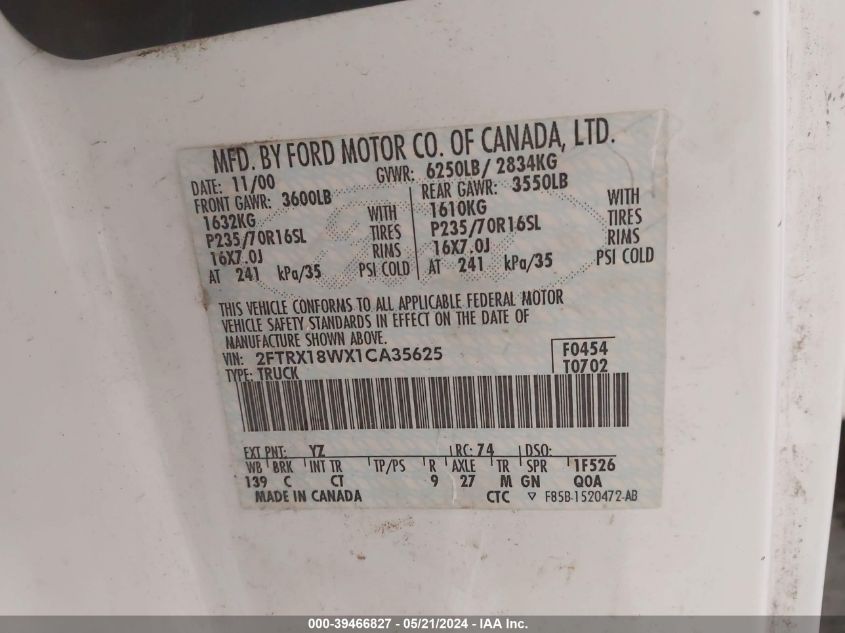 MFD. BY FORD MOTOR CO. OF CANADA, LTD.
DATE: 11/00 GVWR: 6250LB/ 2834KG
FRONT GAWR: 3600LB REAR GAWR: 3550LB
1632KG WITH 1610KG WITH
P235/70R16SL TIRES P235/70R16SL TIRES
16X7.0J RIMS 16X7.0J RIMS
AT 241 kPa/35 PSI COLD AT 241 kPa/35 PSI COLD
THIS VEHICLE CONFORMS TO ALL APPLICABLE FEDERAL MOTOR
VEHICLE SAFETY STANDARDS IN EFFECT ON THE DATE OF
MANUFACTURE SHOWN ABOVE.
VIN: 2FTRX18WX1CA35625 F0454
TYPE: TRUCK T0702
EXT PNT: YZ RC: 74 DSO:
WB BRK INT TR TP/PS R AXLE TR SPR 1F526
139 C CT 9 27 M GN Q0A
MADE IN CANADA CTC F85B-1520472-AB
000-39466827 - 05/21/2024 - IAA Inc.